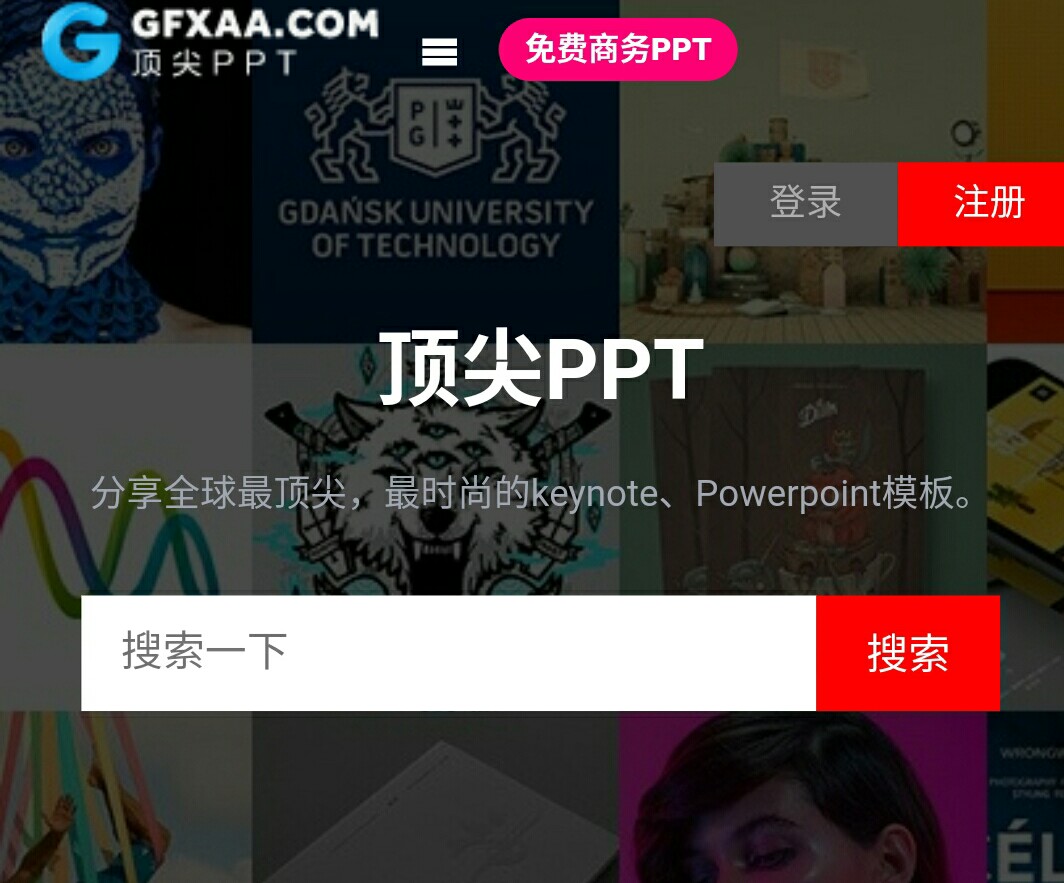 GFXAA.COM
顶尖PPT
免费商务PPT
PG
GDAŃSK UNIVERSITY
OF TECHNOLOGY
登录
注册
顶尖PPT
分享全球最顶尖，最时尚的keynote、Powerpoint模板。
搜索一下
搜索
WRONGW
PHOTOGRAPHY
STYLING
ÉL